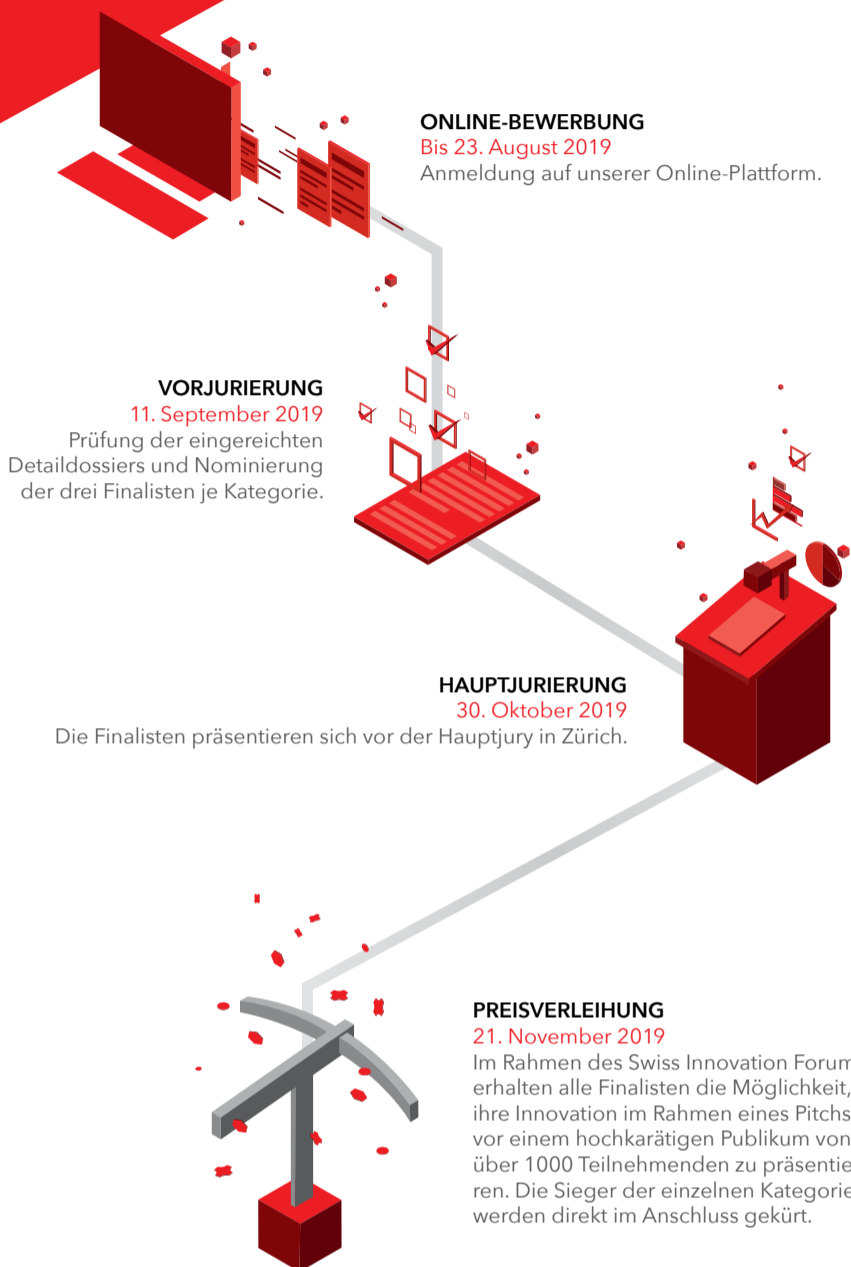 ONLINE-BEWERBUNG
Bis 23. August 2019
Anmeldung auf unserer Online-Plattform.
VORJURIERUNG
11. September 2019
Prüfung der eingereichten
Detaildossiers und Nominierung
der drei Finalisten je Kategorie.
HAUPTJURIERUNG
30. Oktober 2019
Die Finalisten präsentieren sich vor der Hauptjury in Zürich.
PREISVERLEIHUNG
21. November 2019
Im Rahmen des Swiss Innovation Forum
erhalten alle Finalisten die Möglichkeit,
ihre Innovation im Rahmen eines Pitchs
vor einem hochkarätigen Publikum von
über 1000 Teilnehmenden zu präsentie
ren. Die Sieger der einzelnen Kategorie
werden direkt im Anschluss gekürt.